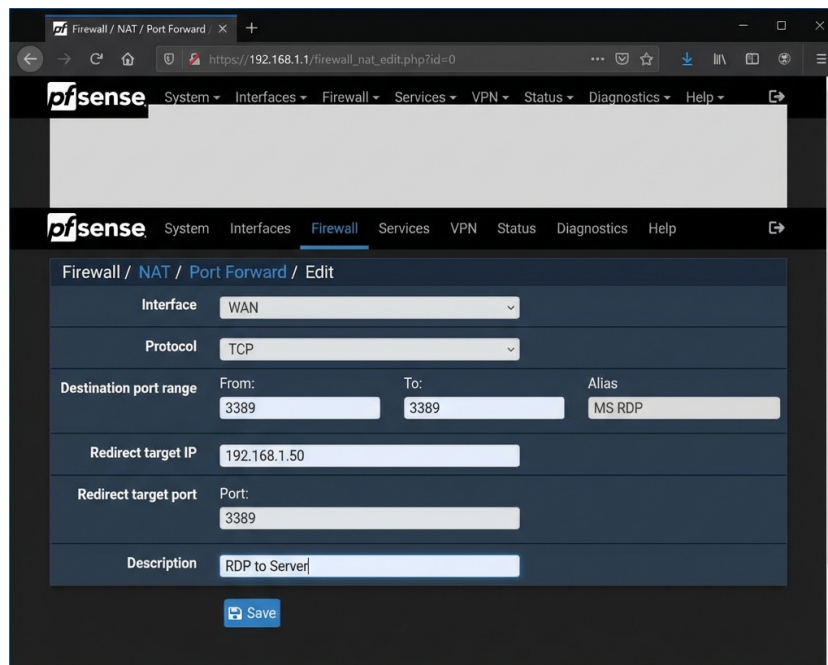 Firewall / NAT / Port Forward /
https://192.168.1.1/firewall_nat_edit.php?id=0
pfsense System Interfaces Firewall Services VPN Status Diagnostics Help
pfsense System Interfaces Firewall Services VPN Status Diagnostics Help
Firewall / NAT / Port Forward / Edit
Interface WAN
Protocol TCP
Destination port range From: To: Alias
3389 3389 MS RDP
Redirect target IP 192.168.1.50
Redirect target port Port:
3389
Description RDP to Server
Save